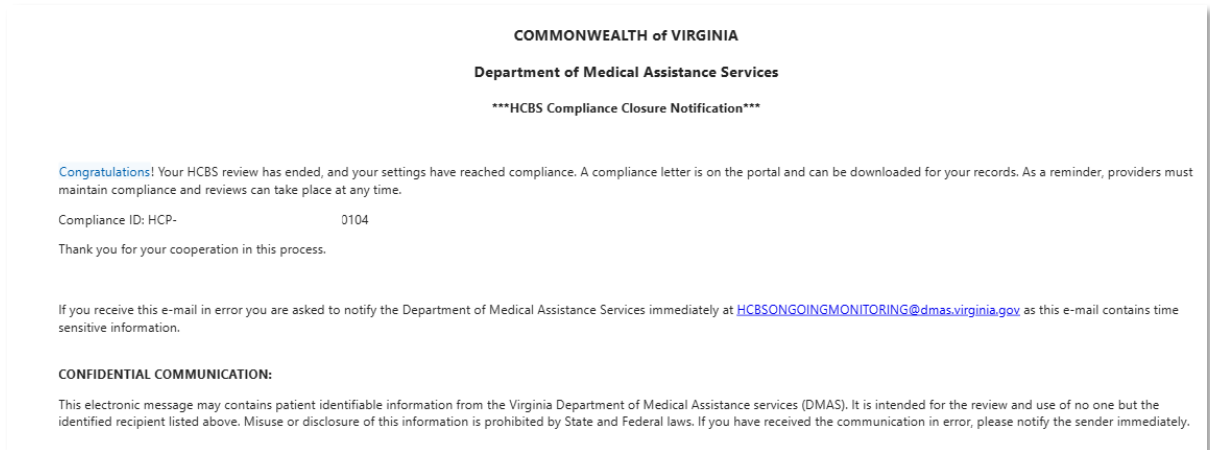 COMMONWEALTH of VIRGINIA
Department of Medical Assistance Services
***HCBS Compliance Closure Notification***
Congratulations! Your HCBS review has ended, and your settings have reached compliance. A compliance letter is on the portal and can be downloaded for your records. As a reminder, providers must
maintain compliance and reviews can take place at any time.
Compliance ID: HCP- 0104
Thank you for your cooperation in this process.
If you receive this e-mail in error you are asked to notify the Department of Medical Assistance Services immediately at HCBSONGOINGMONITORING@dmas.virginia.gov as this e-mail contains time
sensitive information.
CONFIDENTIAL COMMUNICATION:
This electronic message may contains patient identifiable information from the Virginia Department of Medical Assistance services (DMAS). It is intended for the review and use of no one but the
identified recipient listed above. Misuse or disclosure of this information is prohibited by State and Federal laws. If you have received the communication in error, please notify the sender immediately.